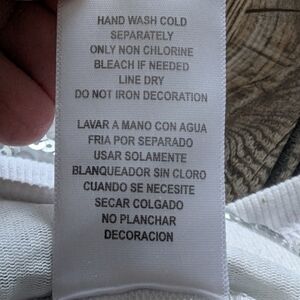 HAND WASH COLD
SEPARATELY
ONLY NON CHLORINE
BLEACH IF NEEDED
LINE DRY
DO NOT IRON DECORATION
LAVAR A MANO CON AGUA
FRIA POR SEPARADO
USAR SOLAMENTE
BLANQUEADOR SIN CLORO
CUANDO SE NECESITE
SECAR COLGADO
NO PLANCHAR
DECORACION